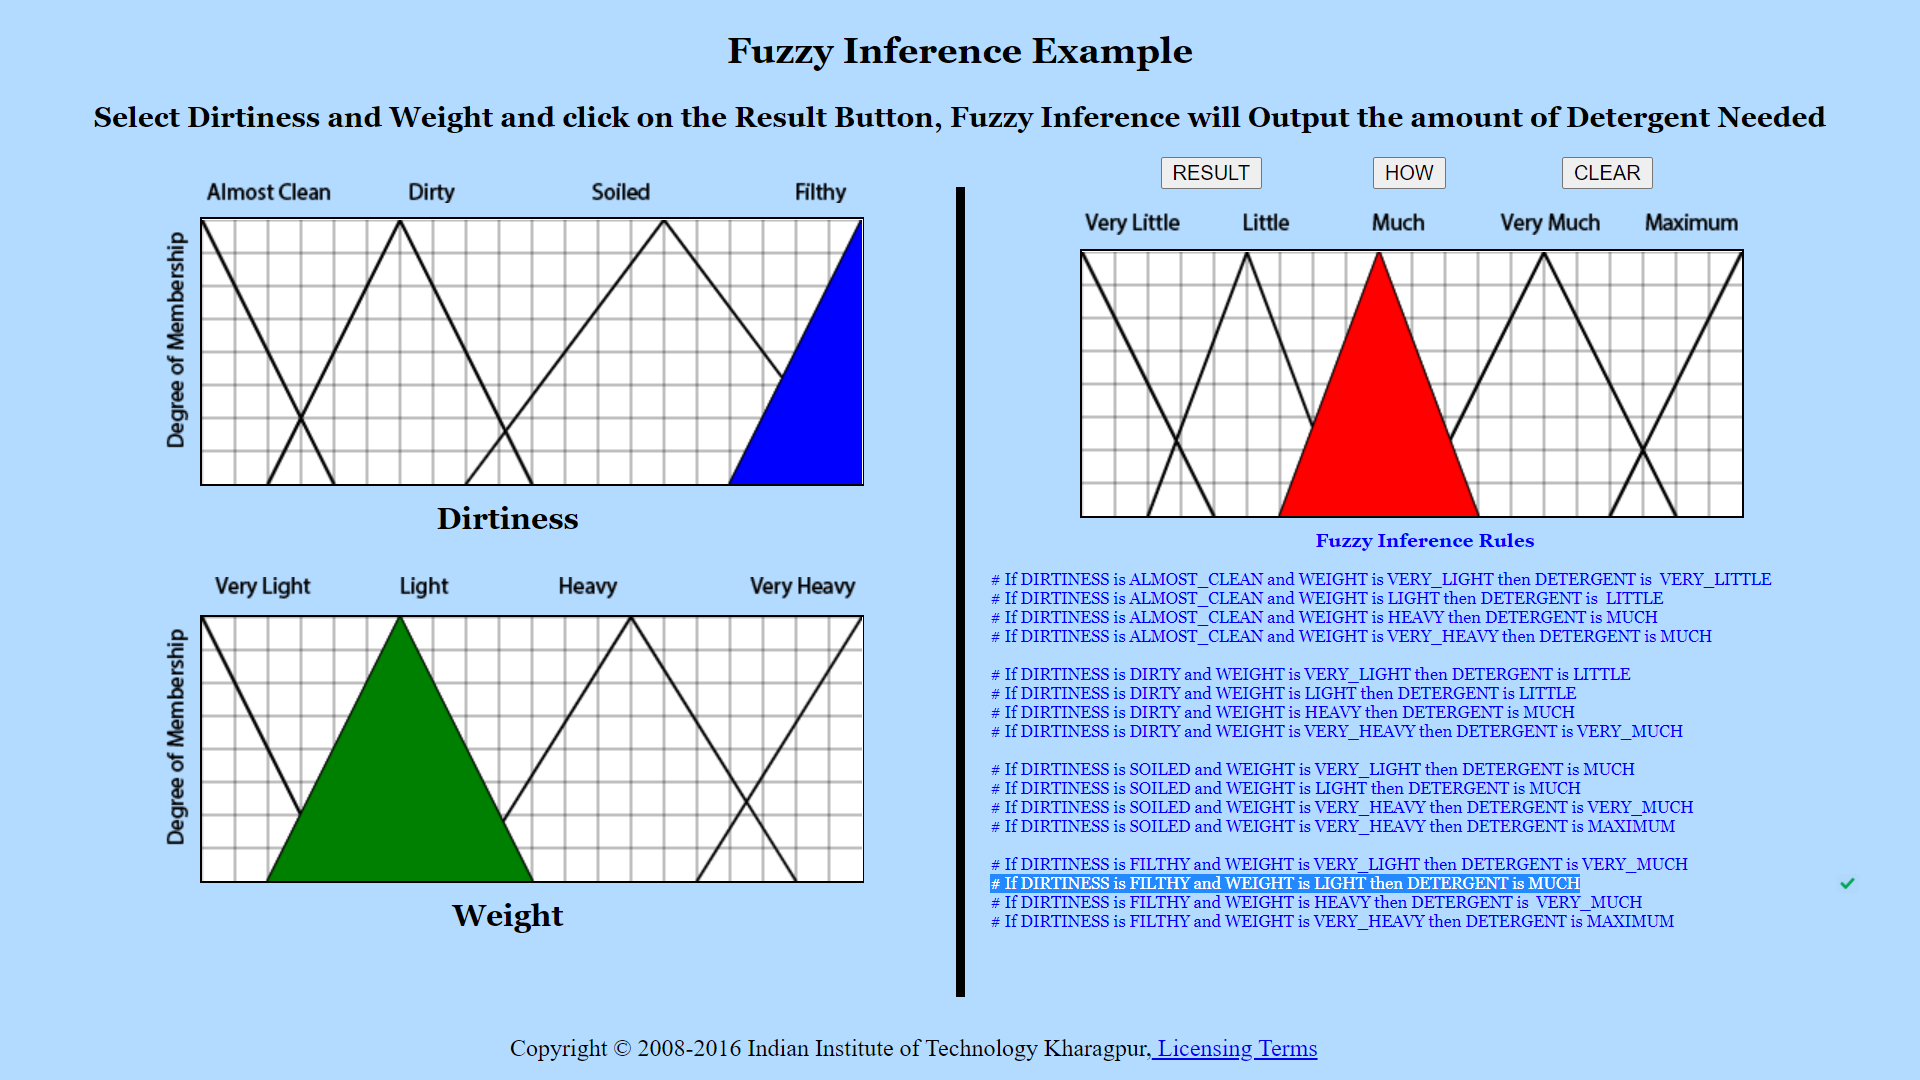 Fuzzy Inference Example
Select Dirtiness and Weight and click on the Result Button, Fuzzy Inference will Output the amount of Detergent Needed
Almost Clean Dirty Soiled Filthy
Degree of Membership
Dirtiness
Very Light Light Heavy Very Heavy
Degree of Membership
Weight
RESULT HOW CLEAR
Very Little Little Much Very Much Maximum
Fuzzy Inference Rules
# If DIRTINESS is ALMOST_CLEAN and WEIGHT is VERY_LIGHT then DETERGENT is VERY_LITTLE
# If DIRTINESS is ALMOST_CLEAN and WEIGHT is LIGHT then DETERGENT is LITTLE
# If DIRTINESS is ALMOST_CLEAN and WEIGHT is HEAVY then DETERGENT is MUCH
# If DIRTINESS is ALMOST_CLEAN and WEIGHT is VERY_HEAVY then DETERGENT is MUCH
# If DIRTINESS is DIRTY and WEIGHT is VERY_LIGHT then DETERGENT is LITTLE
# If DIRTINESS is DIRTY and WEIGHT is LIGHT then DETERGENT is LITTLE
# If DIRTINESS is DIRTY and WEIGHT is HEAVY then DETERGENT is MUCH
# If DIRTINESS is DIRTY and WEIGHT is VERY_HEAVY then DETERGENT is VERY_MUCH
# If DIRTINESS is SOILED and WEIGHT is VERY_LIGHT then DETERGENT is MUCH
# If DIRTINESS is SOILED and WEIGHT is LIGHT then DETERGENT is MUCH
# If DIRTINESS is SOILED and WEIGHT is VERY_HEAVY then DETERGENT is VERY_MUCH
# If DIRTINESS is SOILED and WEIGHT is VERY_HEAVY then DETERGENT is MAXIMUM
# If DIRTINESS is FILTHY and WEIGHT is VERY_LIGHT then DETERGENT is VERY_MUCH
# If DIRTINESS is FILTHY and WEIGHT is LIGHT then DETERGENT is MUCH
# If DIRTINESS is FILTHY and WEIGHT is HEAVY then DETERGENT is VERY_MUCH
# If DIRTINESS is FILTHY and WEIGHT is VERY_HEAVY then DETERGENT is MAXIMUM
Copyright © 2008-2016 Indian Institute of Technology Kharagpur, Licensing Terms